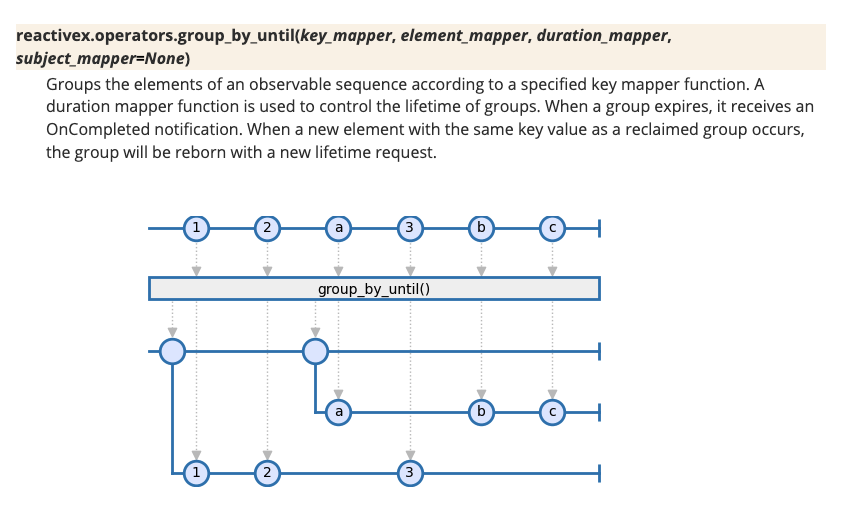 reactivex.operators.group_by_until(key_mapper, element_mapper, duration_mapper,
subject_mapper=None)
Groups the elements of an observable sequence according to a specified key mapper function. A
duration mapper function is used to control the lifetime of groups. When a group expires, it receives an
OnCompleted notification. When a new element with the same key value as a reclaimed group occurs,
the group will be reborn with a new lifetime request.
1 2 a 3 b c
group_by_until()
a b c
1 2 3